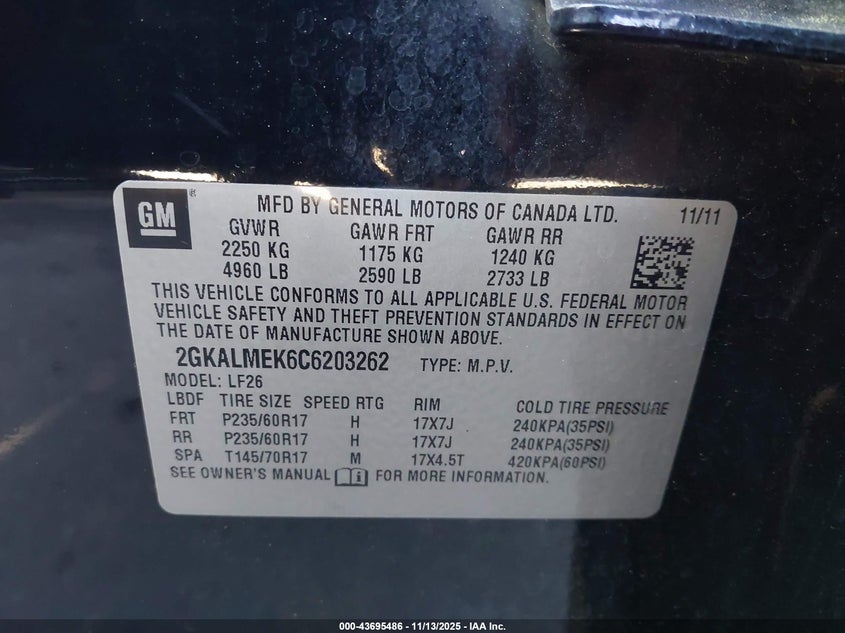 GM
MFD BY GENERAL MOTORS OF CANADA LTD. 11/11
GVWR GAWR FRT GAWR RR
2250 KG 1175 KG 1240 KG
4960 LB 2590 LB 2733 LB
THIS VEHICLE CONFORMS TO ALL APPLICABLE U.S. FEDERAL MOTOR
VEHICLE SAFETY AND THEFT PREVENTION STANDARDS IN EFFECT ON
THE DATE OF MANUFACTURE SHOWN ABOVE.
2GKALMEK6C6203262 TYPE: M.P.V.
MODEL: LF26
LBDF TIRE SIZE SPEED RTG RIM COLD TIRE PRESSURE
FRT P235/60R17 H 17X7J 240KPA(35PSI)
RR P235/60R17 H 17X7J 240KPA(35PSI)
SPA T145/70R17 M 17X4.5T 420KPA(60PSI)
SEE OWNER'S MANUAL FOR MORE INFORMATION.
000-43695486 - 11/13/2025 - IAA Inc.